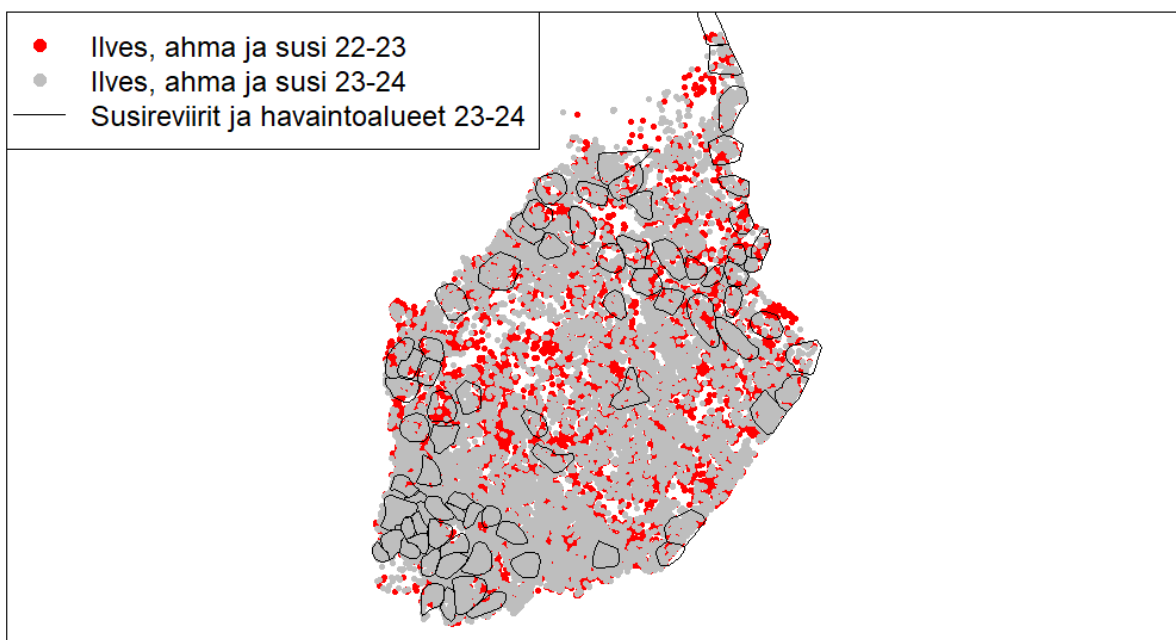 Ilves, ahma ja susi 22-23
Ilves, ahma ja susi 23-24
Susireviirit ja havaintoalueet 23-24